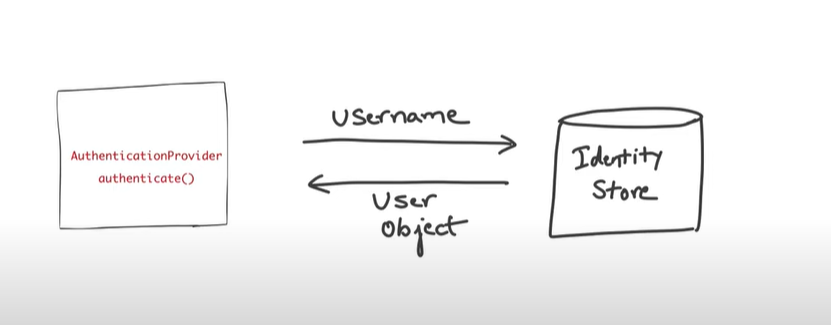 AuthenticationProvider
authenticate()
Username
User
Object
Identity
Store